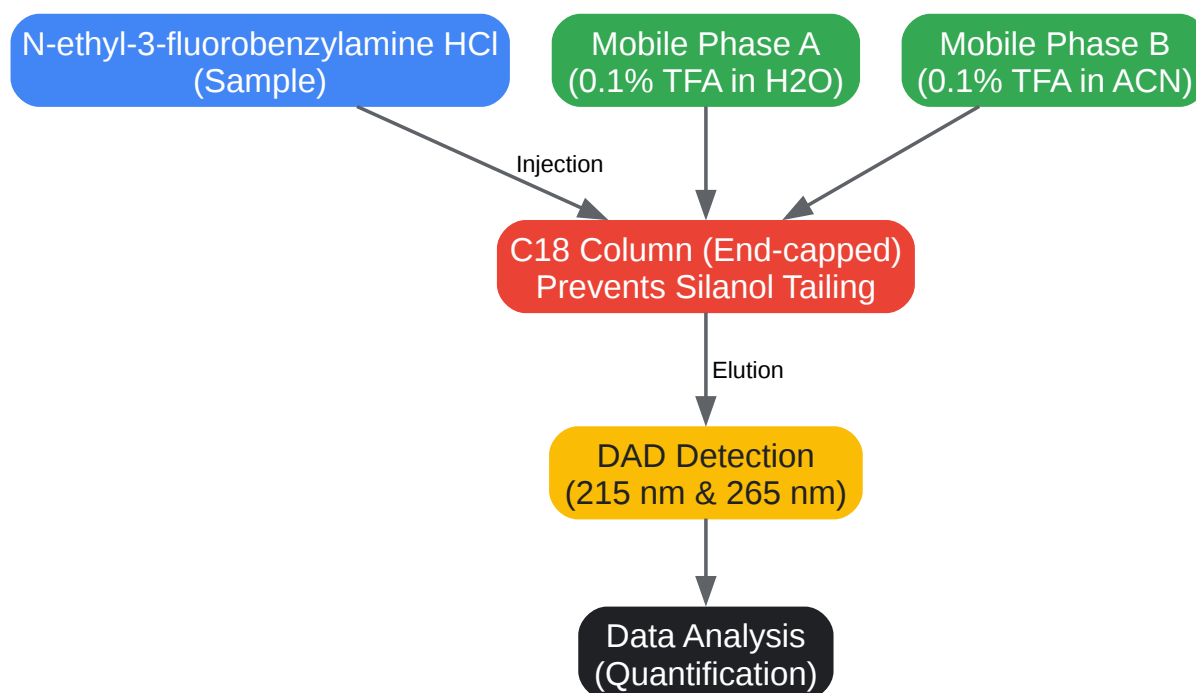 N-ethyl-3-fluorobenzylamine HCl
(Sample)
Mobile Phase A
(0.1% TFA in H2O)
Mobile Phase B
(0.1% TFA in ACN)
Injection
C18 Column (End-capped)
Prevents Silanol Tailing
Elution
DAD Detection
(215 nm & 265 nm)
Data Analysis
(Quantification)